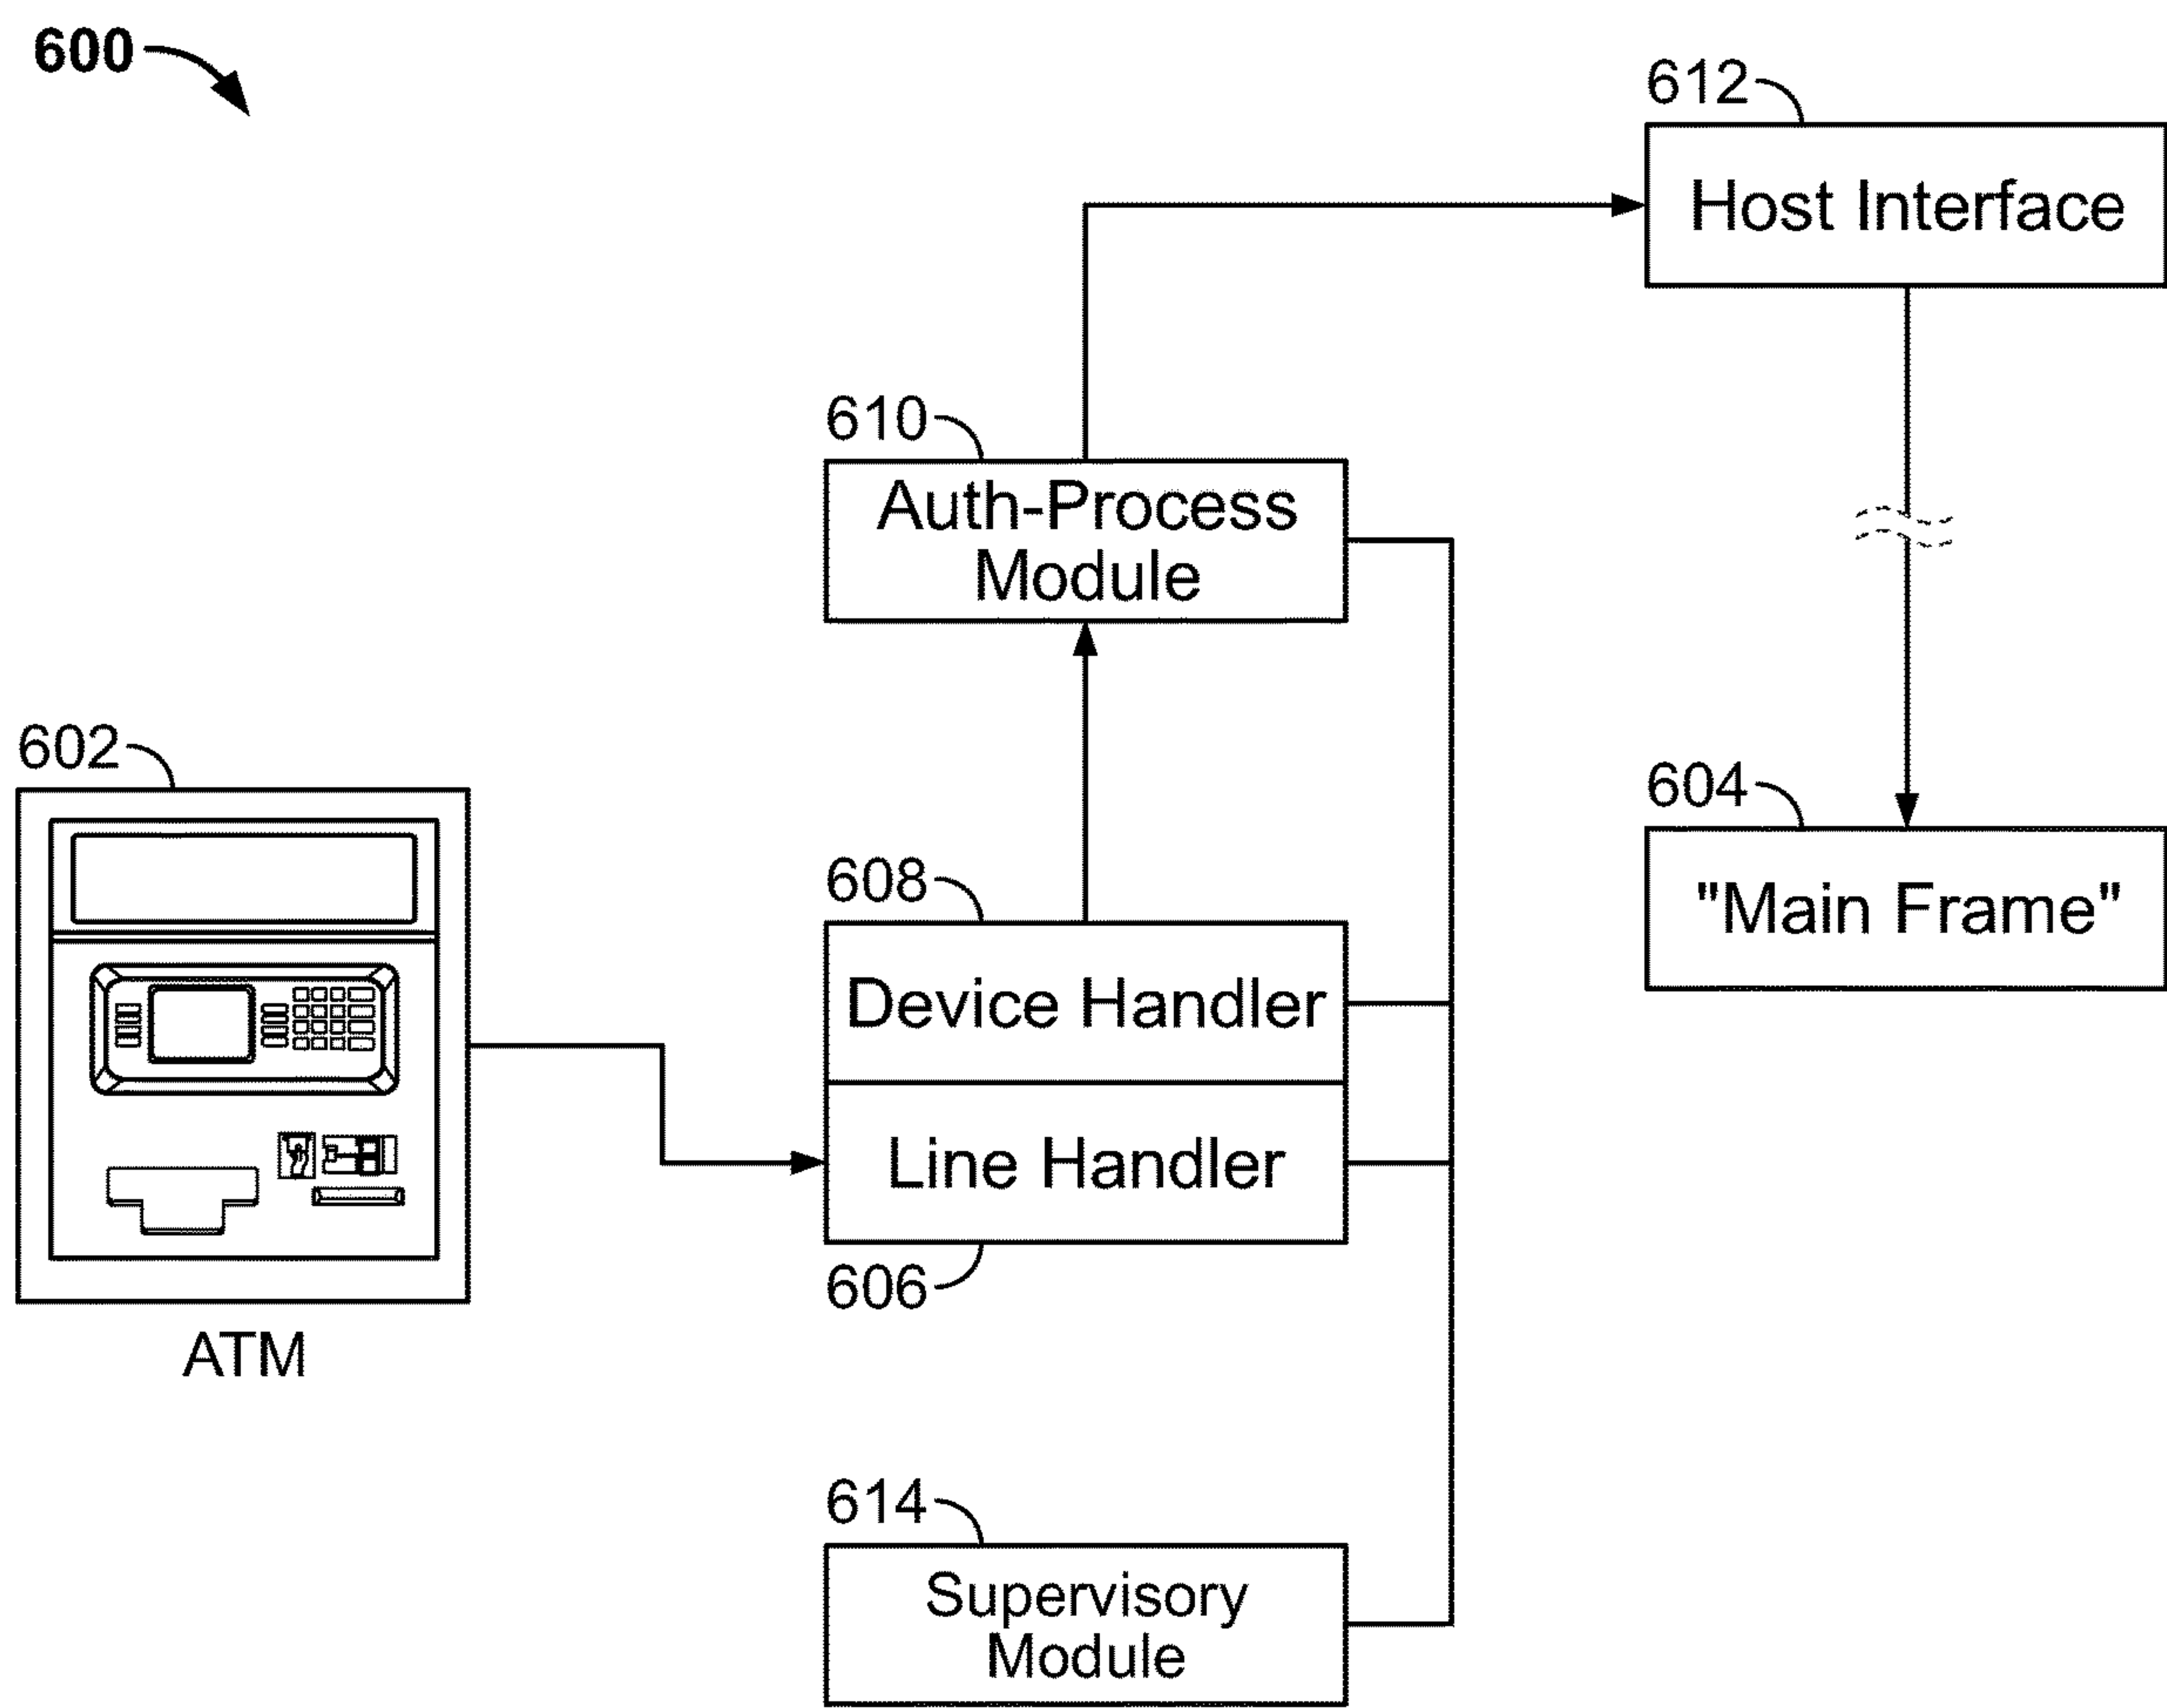 600
612
Host Interface
610
Auth-Process
Module
602
604
"Main Frame"
608
Device Handler
Line Handler
606
ATM
614
Supervisory
Module